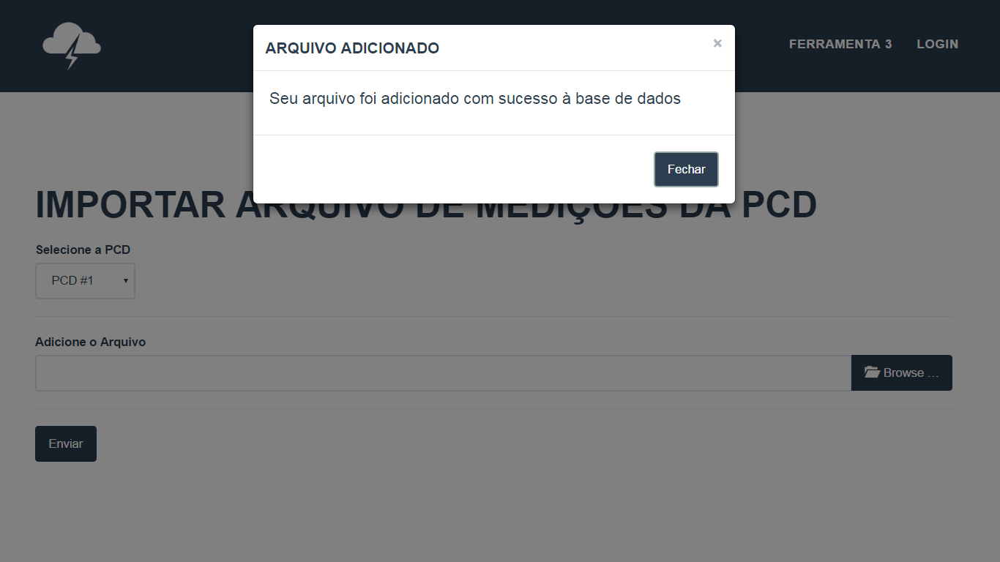 FERRAMENTA 3
LOGIN
ARQUIVO ADICIONADO
×
Seu arquivo foi adicionado com sucesso à base de dados
Fechar
IMPORTAR ARQUIVO DE MEDIÇÕES DA PCD
Selecione a PCD
PCD #1
Adicione o Arquivo
Browse ...
Enviar